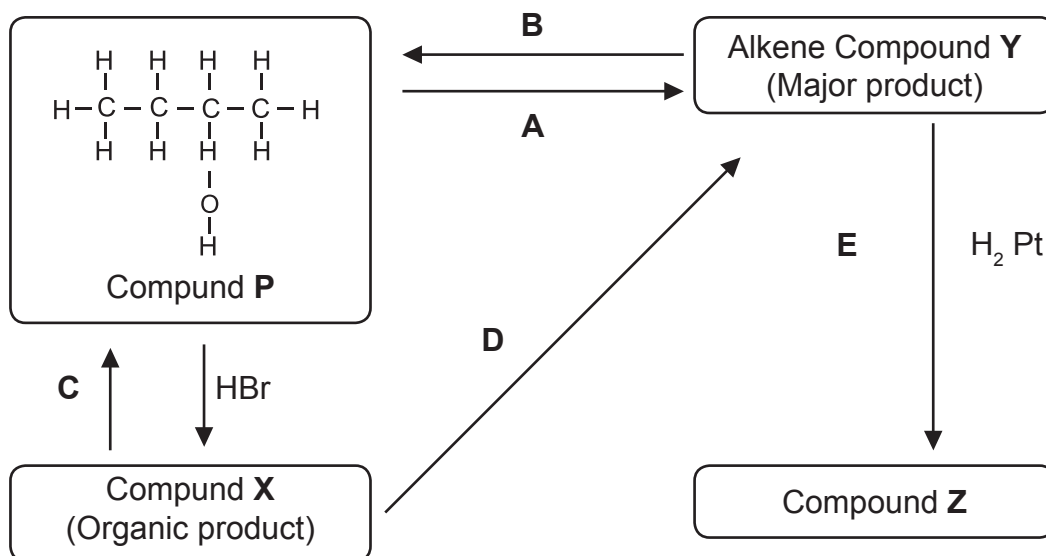 H H H H
H C C C C H
H H H H
O
H
Compund P
B
A
Alkene Compound Y
(Major product)
E
H₂ Pt
D
C
HBr
Compund X
(Organic product)
Compound Z